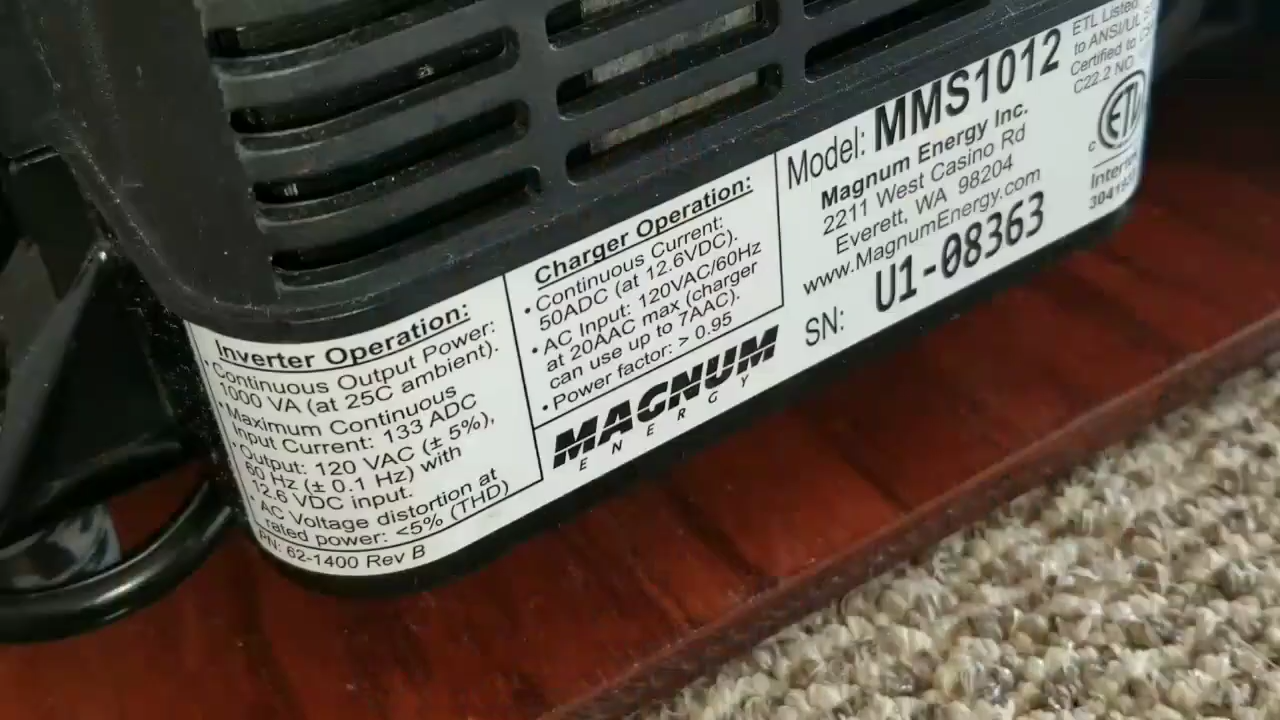 Inverter Operation:
• Continuous Output Power:
1000 VA (at 25C ambient).
• Maximum Continuous
Input Current: 133 ADC
• Output: 120 VAC (± 5%),
60 Hz (± 0.1 Hz) with
12.6 VDC input.
AC Voltage distortion at
rated power: <5% (THD)
PN: 62-1400 Rev B
Charger Operation:
• Continuous Current:
50ADC (at 12.6VDC).
• AC Input: 120VAC/60Hz
at 20AAC max (charger
can use up to 7AAC).
• Power factor: > 0.95
MAGNUM
ENERGY
Model: MMS1012
Magnum Energy Inc.
2211 West Casino Rd
Everett, WA 98204
www.MagnumEnergy.com
SN: U1-08363
ETL Listed
to ANSI/UL
Certified to
C22.2 NO.
c ETL